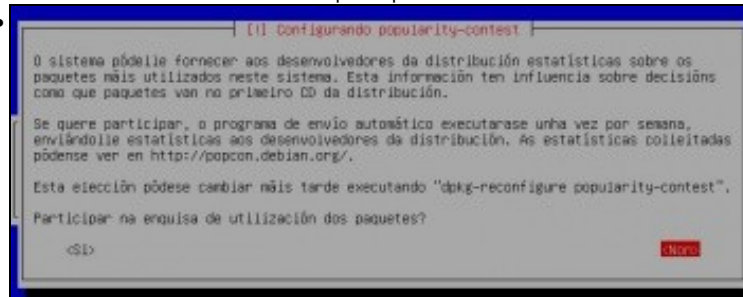 [!] Configurando popularity-contest
O sistema pódelle fornecer aos desenvolvedores da distribución estatísticas sobre os
paquetes máis utilizados neste sistema. Esta información ten influencia sobre decisións
como que paquetes van no primeiro CD da distribución.
Se quere participar, o programa de envío automático executarase unha vez por semana,
enviándolle estatísticas aos desenvolvedores da distribución. As estatísticas colleitadas
pódense ver en http://popcon.debian.org/.
Esta elección pódese cambiar máis tarde executando "dpkg-reconfigure popularity-contest".
Participar na enquisa de utilización dos paquetes?
<Si> <Non>